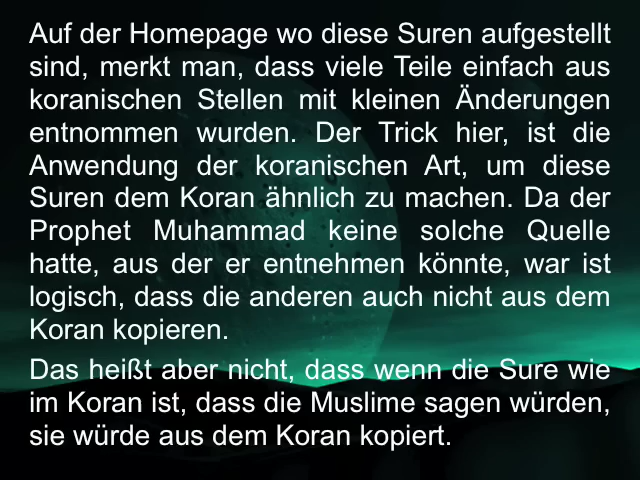 Auf der Homepage wo diese Suren aufgestellt
sind, merkt man, dass viele Teile einfach aus
koranischen Stellen mit kleinen Änderungen
entnommen wurden. Der Trick hier, ist die
Anwendung der koranischen Art, um diese
Suren dem Koran ähnlich zu machen. Da der
Prophet Muhammad keine solche Quelle
hatte, aus der er entnehmen könnte, war ist
logisch, dass die anderen auch nicht aus dem
Koran kopieren.
Das heißt aber nicht, dass wenn die Sure wie
im Koran ist, dass die Muslime sagen würden,
sie würde aus dem Koran kopiert.